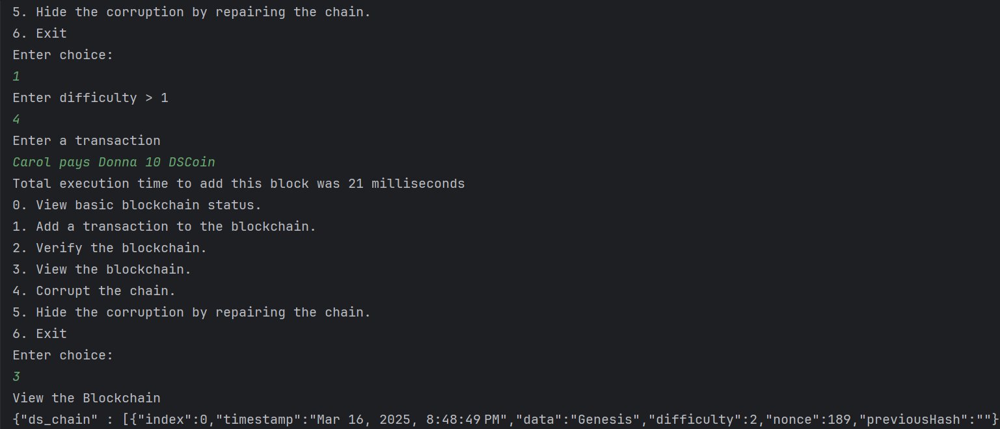 5. Hide the corruption by repairing the chain.
6. Exit
Enter choice:
1
Enter difficulty > 1
4
Enter a transaction
Carol pays Donna 10 DSCoin
Total execution time to add this block was 21 milliseconds
0. View basic blockchain status.
1. Add a transaction to the blockchain.
2. Verify the blockchain.
3. View the blockchain.
4. Corrupt the chain.
5. Hide the corruption by repairing the chain.
6. Exit
Enter choice:
3
View the Blockchain
{"ds_chain" : [{"index":0,"timestamp":"Mar 16, 2025, 8:48:49 PM","data":"Genesis","difficulty":2,"nonce":189,"previousHash":""}